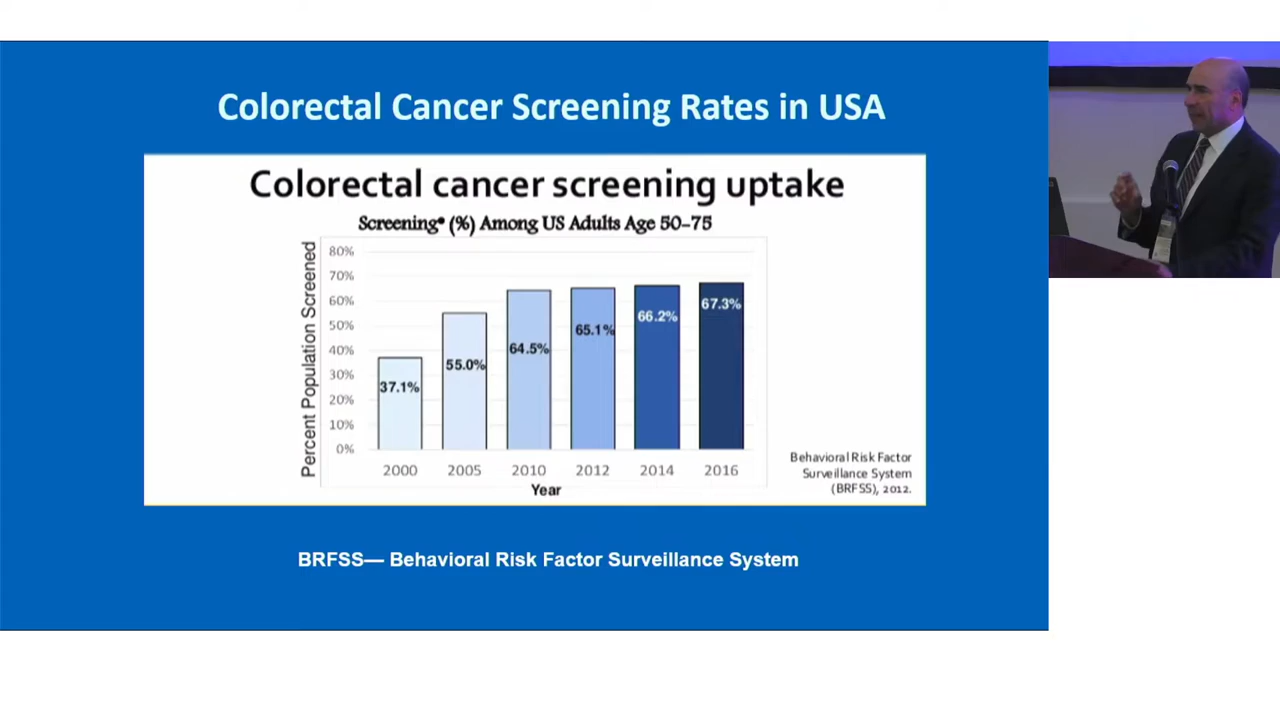 Colorectal Cancer Screening Rates in USA
Colorectal cancer screening uptake
Screening* (%) Among US Adults Age 50–75
Percent Population Screened
80%
70%
60%
50%
40%
30%
20%
10%
0%
37.1%
55.0%
64.5%
65.1%
66.2%
67.3%
2000 2005 2010 2012 2014 2016
Year
Behavioral Risk Factor
Surveillance System
(BRFSS), 2012.
BRFSS— Behavioral Risk Factor Surveillance System